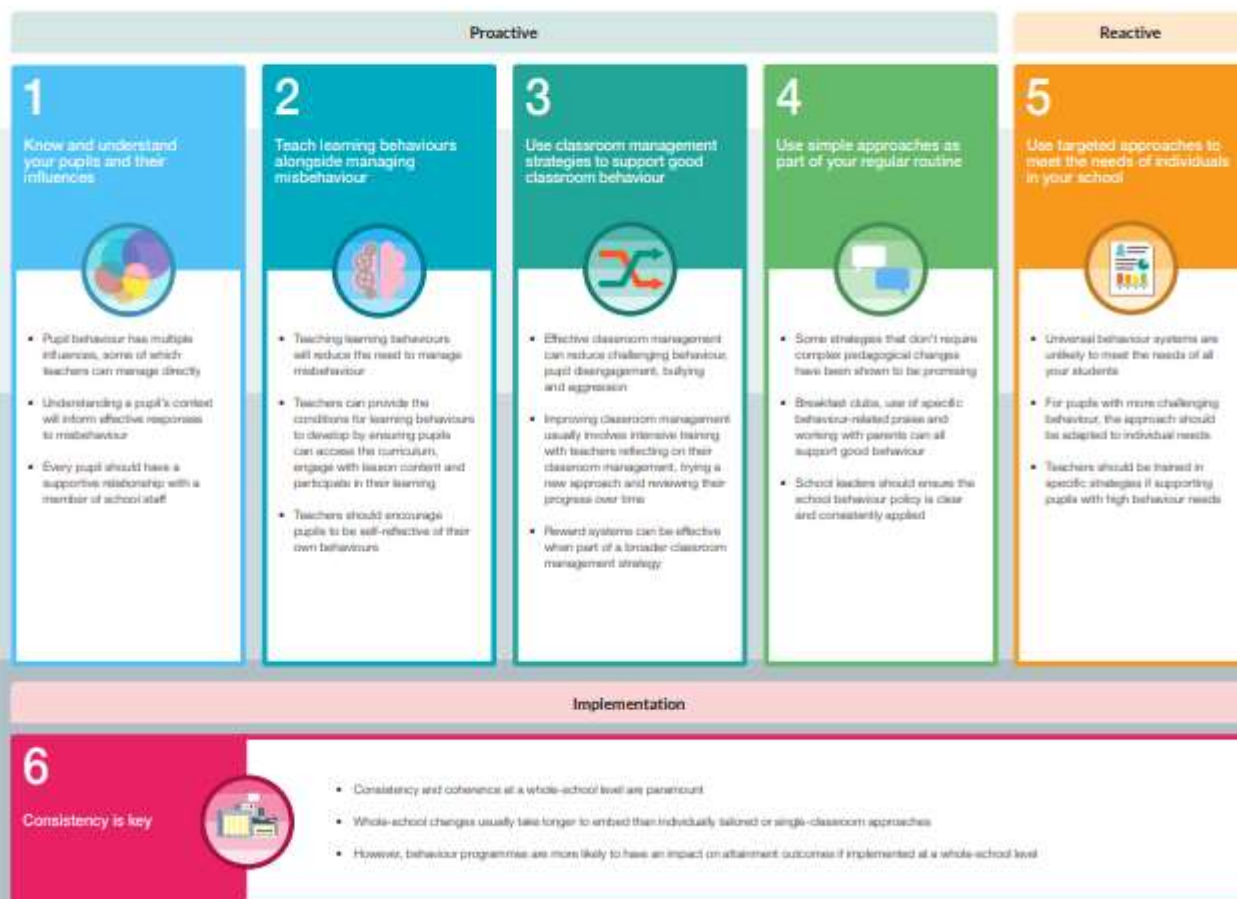 Proactive
Reactive
1
Know and understand
your pupils and their
influences
• Pupil behaviour has multiple
influences, some of which
teachers can manage directly
• Understanding a pupil's context
will inform effective responses
to misbehaviour
• Every pupil should have a
supportive relationship with a
member of school staff
2
Teach learning behaviours
alongside managing
misbehaviour
• Teaching learning behaviours
will reduce the need to manage
misbehaviour
• Teachers can provide the
conditions for learning behaviours
to develop by ensuring pupils
can access the curriculum,
engage with lesson content and
participate in their learning
• Teachers should encourage
pupils to be self-reflective of their
own behaviours
3
Use classroom management
strategies to support good
classroom behaviour
• Effective classroom management
can reduce challenging behaviour,
pupil disengagement, bullying
and aggression
• Improving classroom management
usually involves intensive training
with teachers reflecting on their
classroom management, trying a
new approach and reviewing their
progress over time
• Reward systems can be effective
when part of a broader classroom
management strategy
4
Use simple approaches as
part of your regular routine
• Some strategies that don't require
complex pedagogical changes
have been shown to be promising
• Breakfast clubs, use of specific
behaviour-related praise and
working with parents can all
support good behaviour
• School leaders should ensure the
school behaviour policy is clear
and consistently applied
5
Use targeted approaches to
meet the needs of individuals
in your school
• Universal behaviour systems are
unlikely to meet the needs of all
your students
• For pupils with more challenging
behaviour, the approach should
be adapted to individual needs
• Teachers should be trained in
specific strategies if supporting
pupils with high behaviour needs
Implementation
6
Consistency is key
• Consistency and coherence at a whole-school level are paramount
• Whole-school changes usually take longer to embed than individually tailored or single-classroom approaches
• However, behaviour programmes are more likely to have an impact on attainment outcomes if implemented at a whole-school level